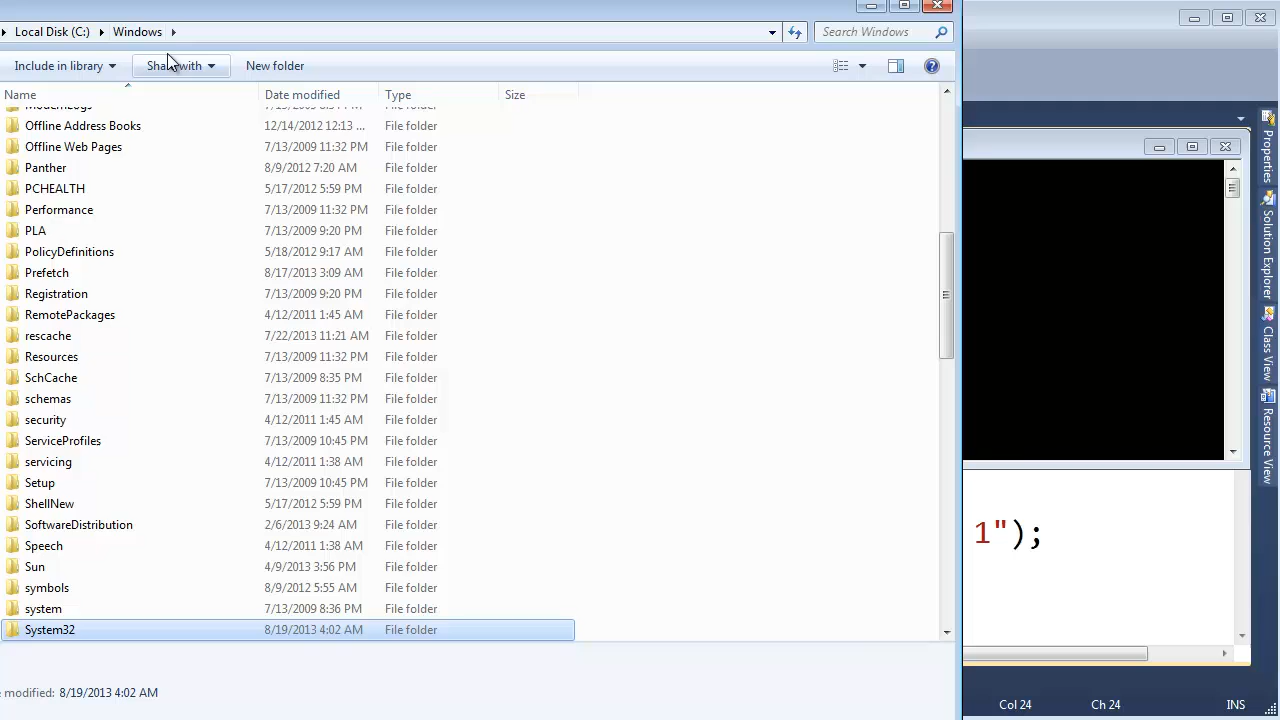 Local Disk (C:) Windows Search Windows
Include in library Share with New folder
Name Date modified Type Size
Offline Address Books 12/14/2012 12:13 ... File folder
Offline Web Pages 7/13/2009 11:32 PM File folder
Panther 8/9/2012 7:20 AM File folder
PCHEALTH 5/17/2012 5:59 PM File folder
Performance 7/13/2009 11:32 PM File folder
PLA 7/13/2009 9:20 PM File folder
PolicyDefinitions 5/18/2012 9:17 AM File folder
Prefetch 8/17/2013 3:09 AM File folder
Registration 7/13/2009 9:20 PM File folder
RemotePackages 4/12/2011 1:45 AM File folder
rescache 7/22/2013 11:21 AM File folder
Resources 7/13/2009 11:32 PM File folder
SchCache 7/13/2009 8:35 PM File folder
schemas 7/13/2009 11:32 PM File folder
security 4/12/2011 1:45 AM File folder
ServiceProfiles 7/13/2009 10:45 PM File folder
servicing 4/12/2011 1:38 AM File folder
Setup 7/13/2009 10:45 PM File folder
ShellNew 5/17/2012 5:59 PM File folder
SoftwareDistribution 2/6/2013 9:24 AM File folder
Speech 4/12/2011 1:38 AM File folder
Sun 4/9/2013 3:56 PM File folder
symbols 8/9/2012 5:55 AM File folder
system 7/13/2009 8:36 PM File folder
System32 8/19/2013 4:02 AM File folder
modified: 8/19/2013 4:02 AM
Properties
Solution Explorer
Class View
Resource View
1");
Col 24 Ch 24 INS